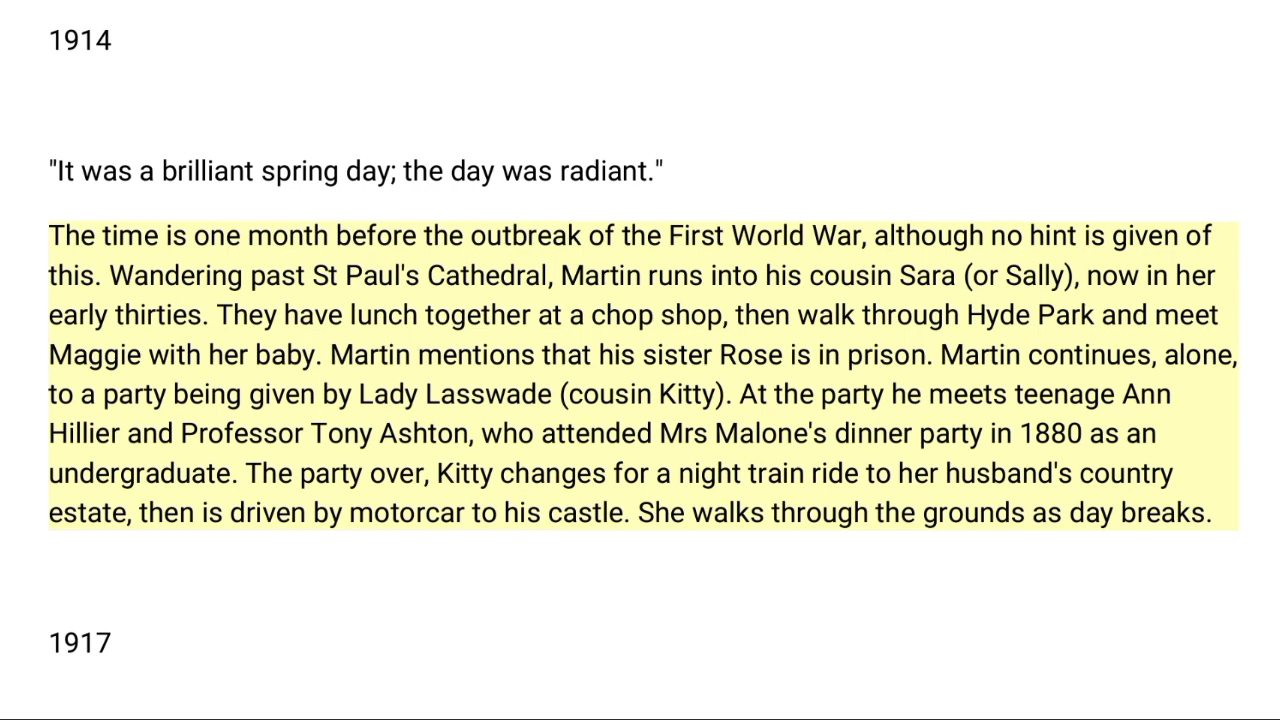 1914
"It was a brilliant spring day; the day was radiant."
The time is one month before the outbreak of the First World War, although no hint is given of
this. Wandering past St Paul's Cathedral, Martin runs into his cousin Sara (or Sally), now in her
early thirties. They have lunch together at a chop shop, then walk through Hyde Park and meet
Maggie with her baby. Martin mentions that his sister Rose is in prison. Martin continues, alone,
to a party being given by Lady Lasswade (cousin Kitty). At the party he meets teenage Ann
Hillier and Professor Tony Ashton, who attended Mrs Malone's dinner party in 1880 as an
undergraduate. The party over, Kitty changes for a night train ride to her husband's country
estate, then is driven by motorcar to his castle. She walks through the grounds as day breaks.
1917